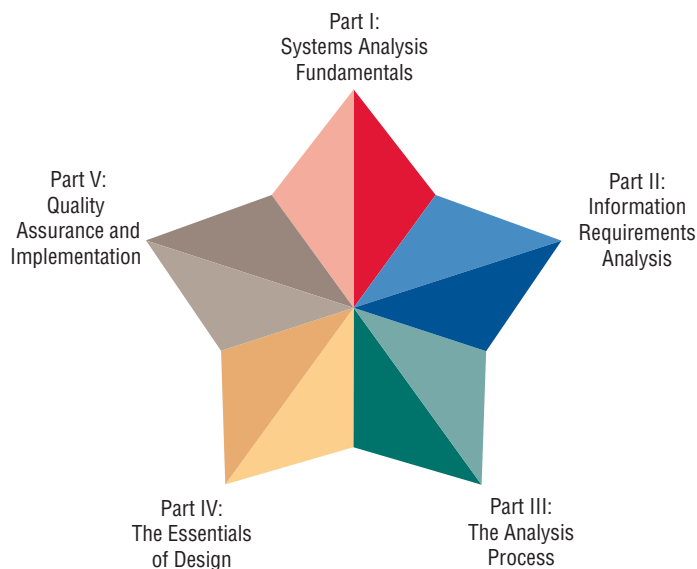 Part I:
Systems Analysis
Fundamentals
Part II:
Information
Requirements
Analysis
Part III:
The Analysis
Process
Part IV:
The Essentials
of Design
Part V:
Quality
Assurance and
Implementation